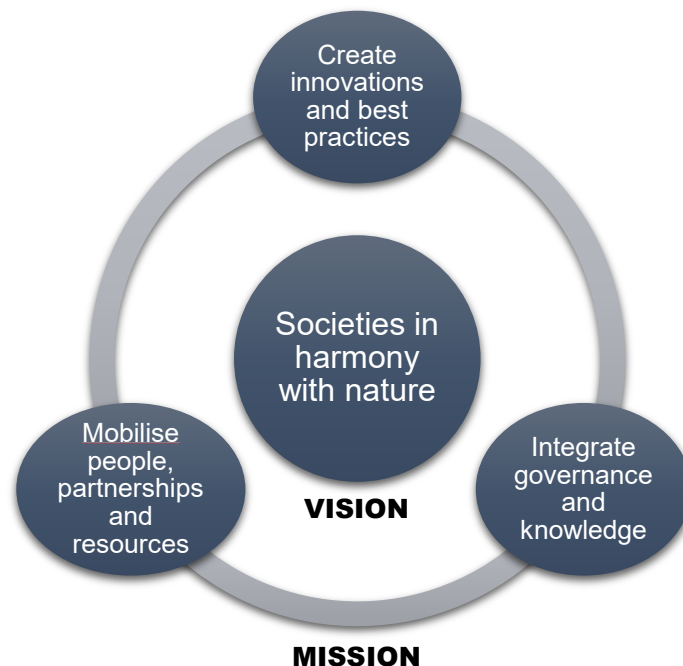 Create
innovations
and best
practices
Societies in
harmony
with nature
VISION
Mobilise
people,
partnerships
and
resources
Integrate
governance
and
knowledge
MISSION